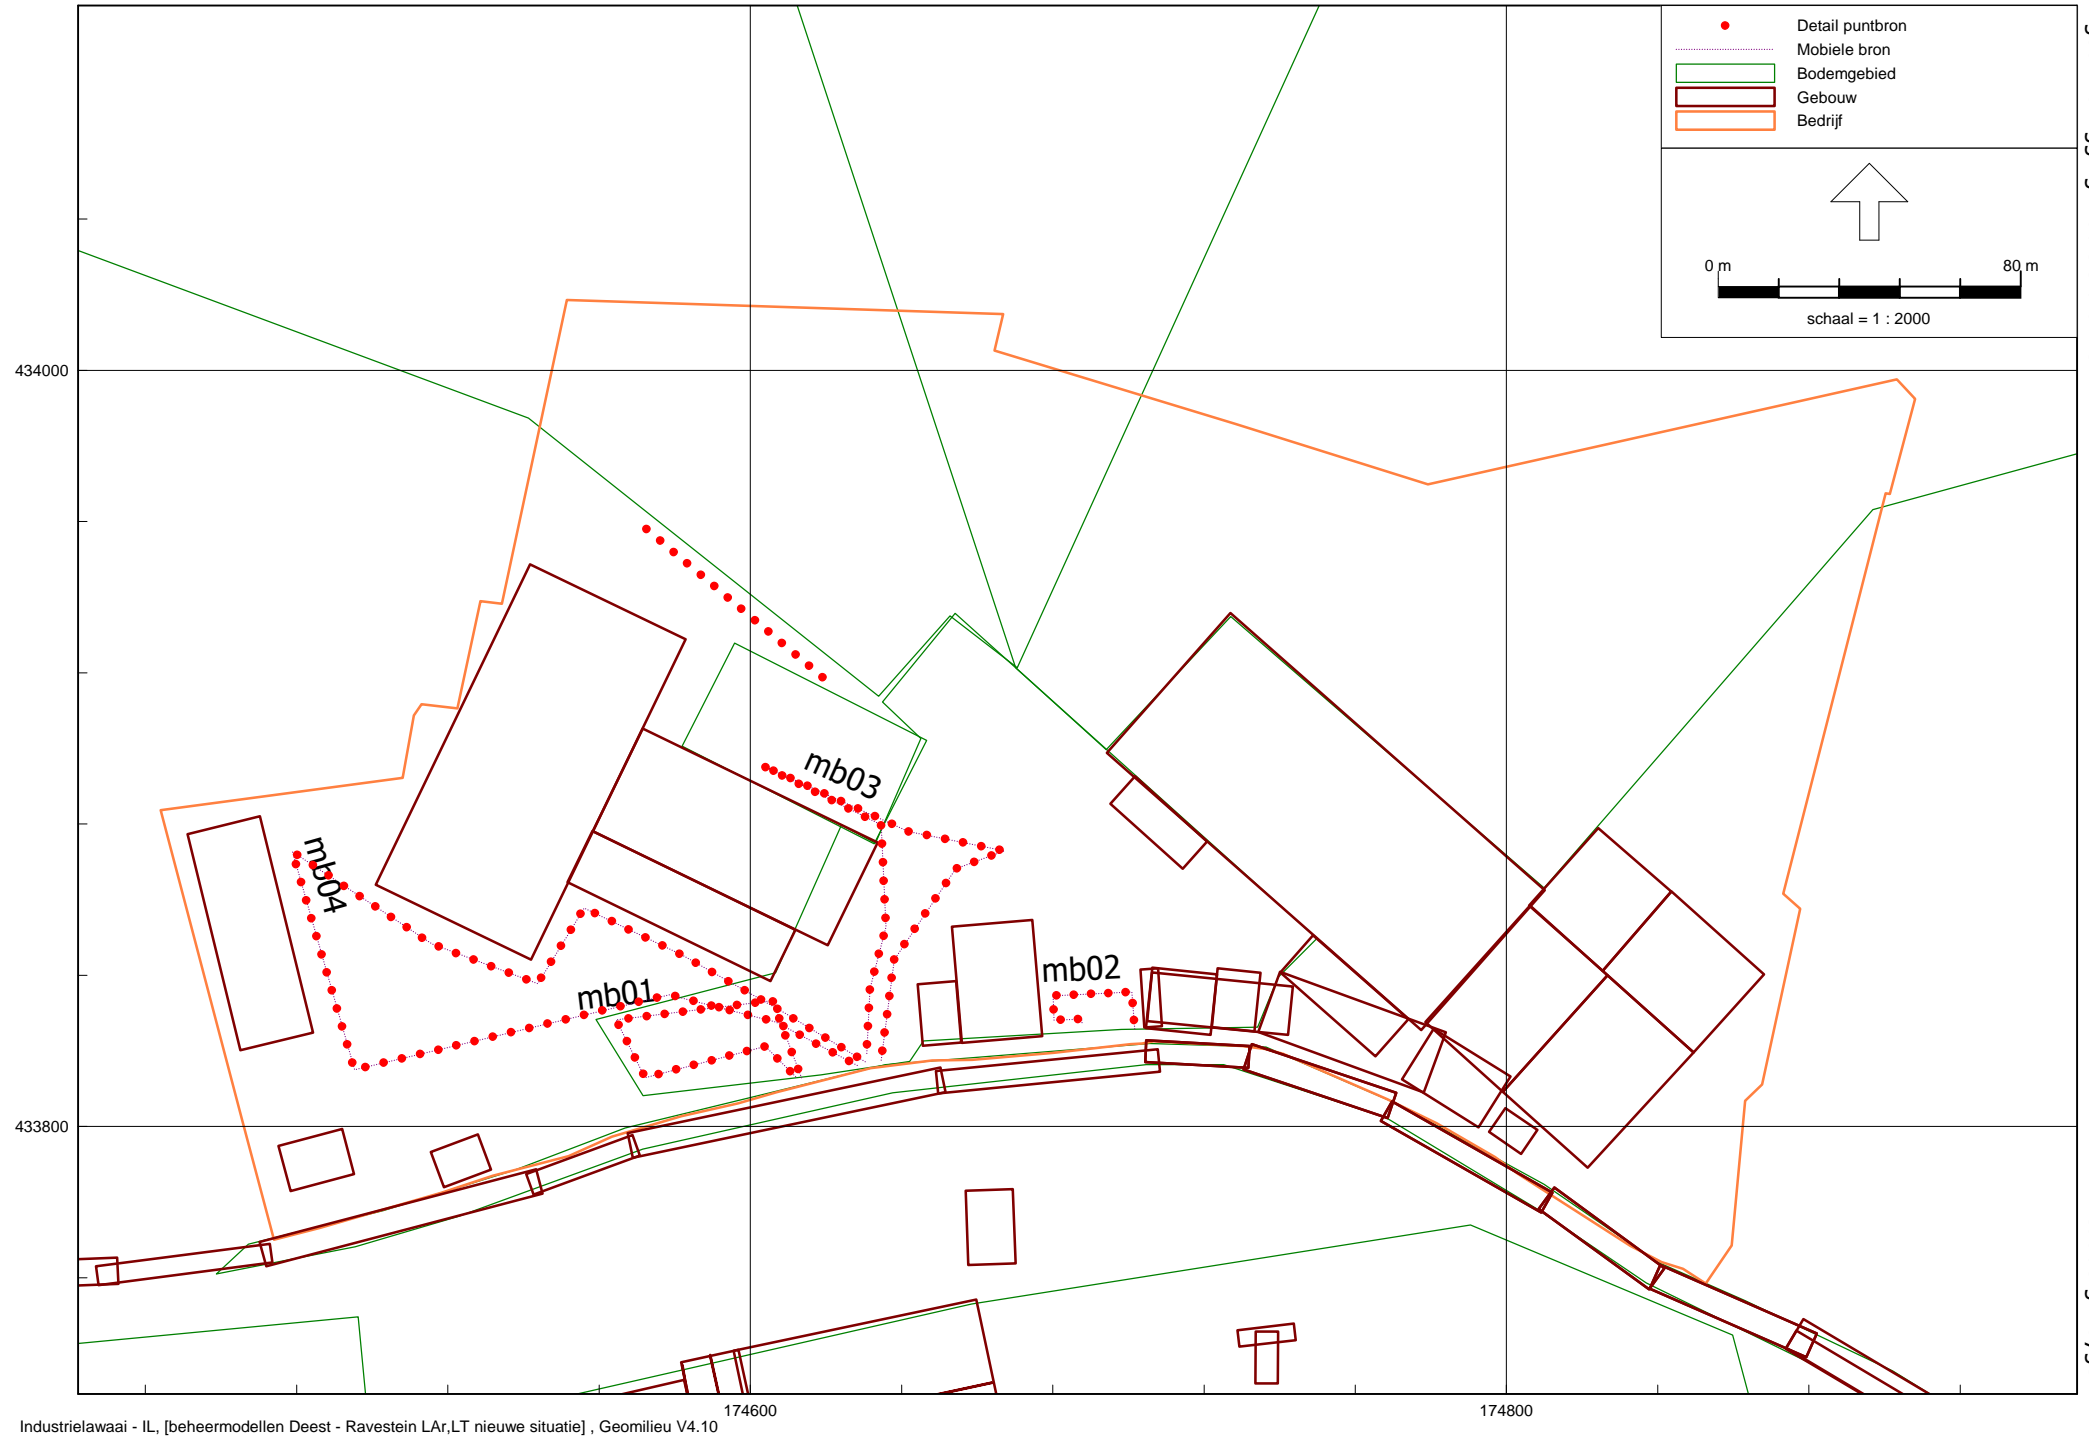 Detail puntbron
Mobiele bron
Bodemgebied
Gebouw
Bedrijf
0 m 80 m
schaal = 1 : 2000
434000
mb03
mb04
mb02
mb01
433800
174600 174800
Industrielawaai - IL, [beheermodellen Deest - Ravestein LAr,LT nieuwe situatie] , Geomilieu V4.10